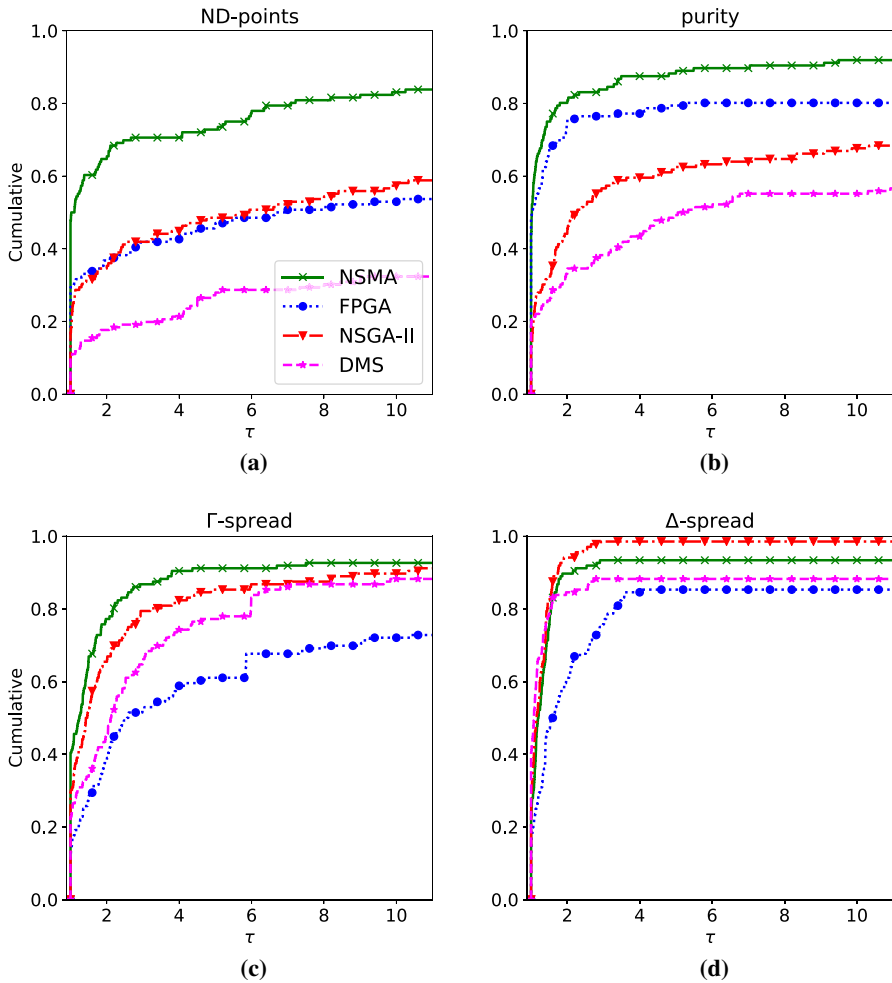 ND-points
purity
1.0
0.8
0.6
0.4
0.2
0.0
Cumulative
NSMA
FPGA
NSGA-II
DMS
2 4 6 8 10
τ
(a)
1.0
0.8
0.6
0.4
0.2
0.0
2 4 6 8 10
τ
(b)
Γ-spread
Δ-spread
1.0
0.8
0.6
0.4
0.2
0.0
Cumulative
2 4 6 8 10
τ
(c)
1.0
0.8
0.6
0.4
0.2
0.0
2 4 6 8 10
τ
(d)